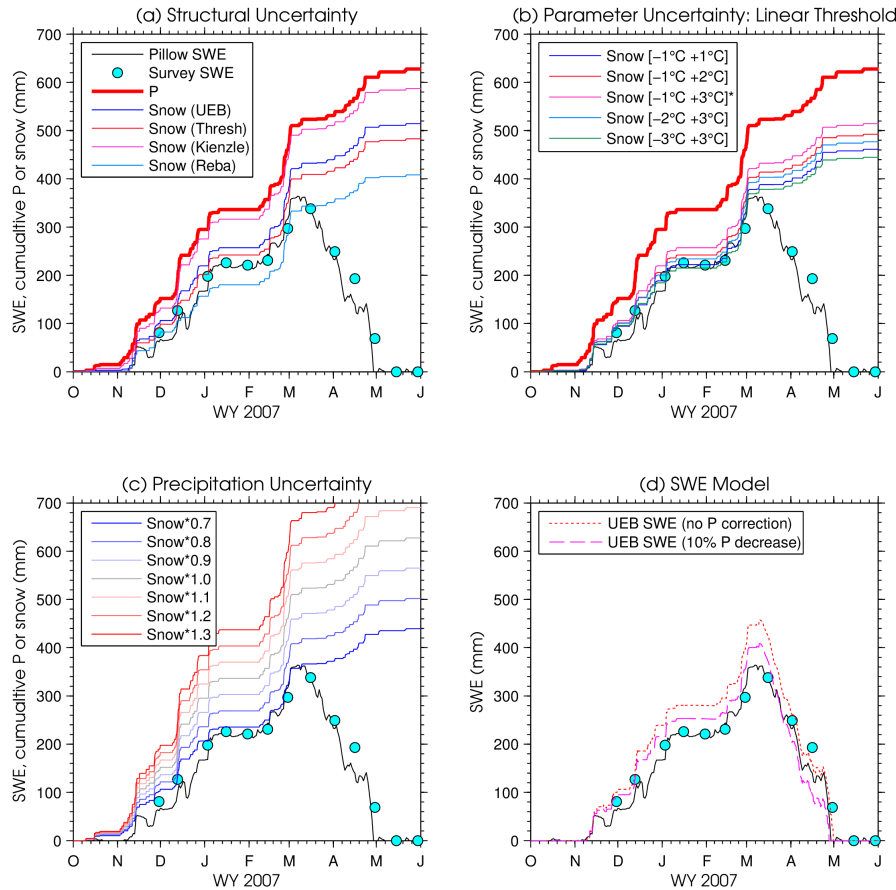 (a) Structural Uncertainty
700
600
500
400
300
200
100
0
SWE, cumualtive P or snow (mm)
Pillow SWE
Survey SWE
P
Snow (UEB)
Snow (Thresh)
Snow (Kienzle)
Snow (Reba)
O N D J F M A M J
WY 2007
(b) Parameter Uncertainty: Linear Threshold
700
600
500
400
300
200
100
0
SWE, cumualtive P or snow (mm)
Snow [−1°C +1°C]
Snow [−1°C +2°C]
Snow [−1°C +3°C]*
Snow [−2°C +3°C]
Snow [−3°C +3°C]
O N D J F M A M J
WY 2007
(c) Precipitation Uncertainty
700
600
500
400
300
200
100
0
SWE, cumualtive P or snow (mm)
Snow*0.7
Snow*0.8
Snow*0.9
Snow*1.0
Snow*1.1
Snow*1.2
Snow*1.3
O N D J F M A M J
WY 2007
(d) SWE Model
700
600
500
400
300
200
100
0
SWE (mm)
UEB SWE (no P correction)
UEB SWE (10% P decrease)
O N D J F M A M J
WY 2007